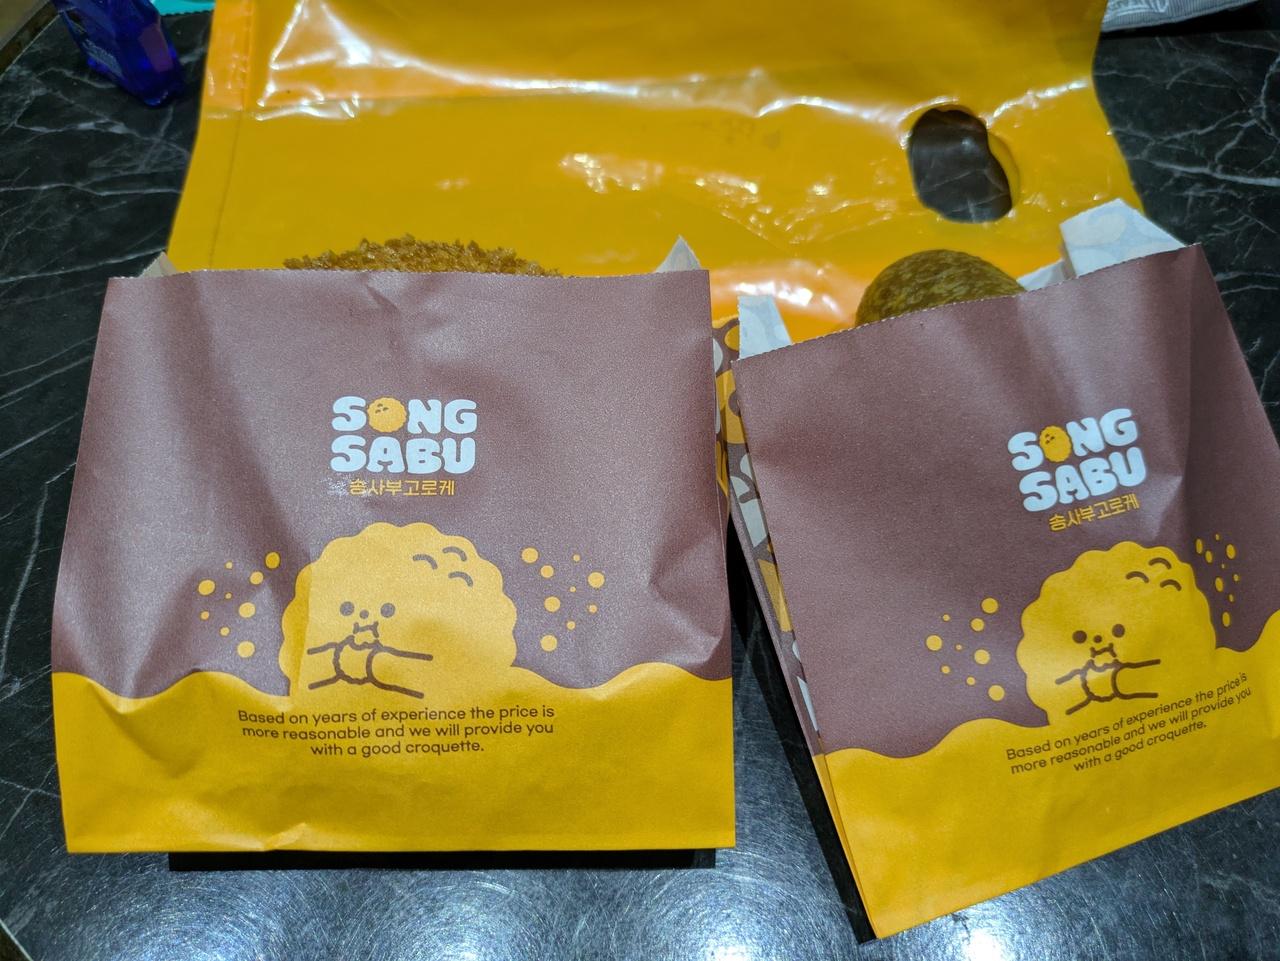 SONG
SABU
송사부고로케
Based on years of experience the price is
more reasonable and we will provide you
with a good croquette.
SONG
SABU
송사부고로케
Based on years of experience the price is
more reasonable and we will provide you
with a good croquette.